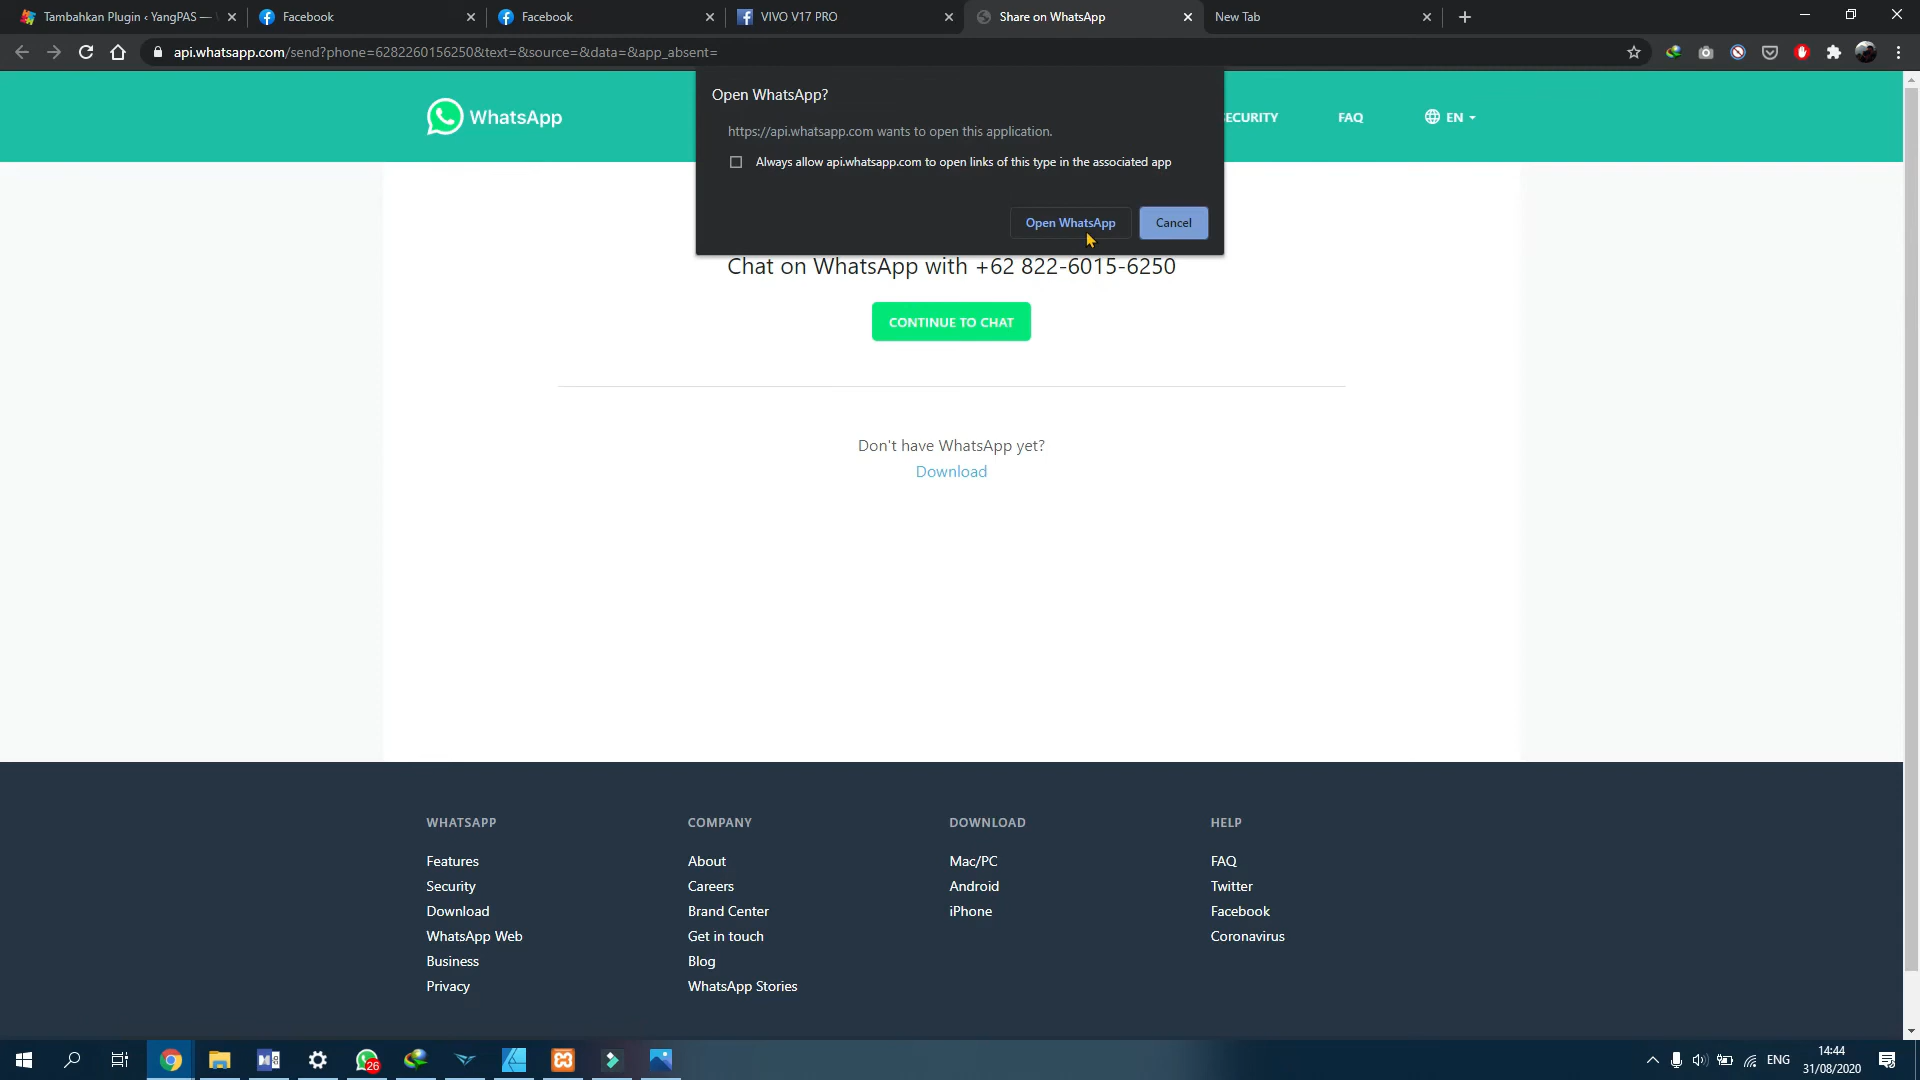 Tambahkan Plugin ‹ YangPAS —
Facebook
Facebook
VIVO V17 PRO
Share on WhatsApp
New Tab
api.whatsapp.com/send?phone=6282260156250&text=&source=&data=&app_absent=
WhatsApp
ECURITY
FAQ
EN
Open WhatsApp?
https://api.whatsapp.com wants to open this application.
Always allow api.whatsapp.com to open links of this type in the associated app
Open WhatsApp
Cancel
Chat on WhatsApp with +62 822-6015-6250
CONTINUE TO CHAT
Don't have WhatsApp yet?
Download
WHATSAPP
Features
Security
Download
WhatsApp Web
Business
Privacy
COMPANY
About
Careers
Brand Center
Get in touch
Blog
WhatsApp Stories
DOWNLOAD
Mac/PC
Android
iPhone
HELP
FAQ
Twitter
Facebook
Coronavirus
26
ENG
14:44
31/08/2020